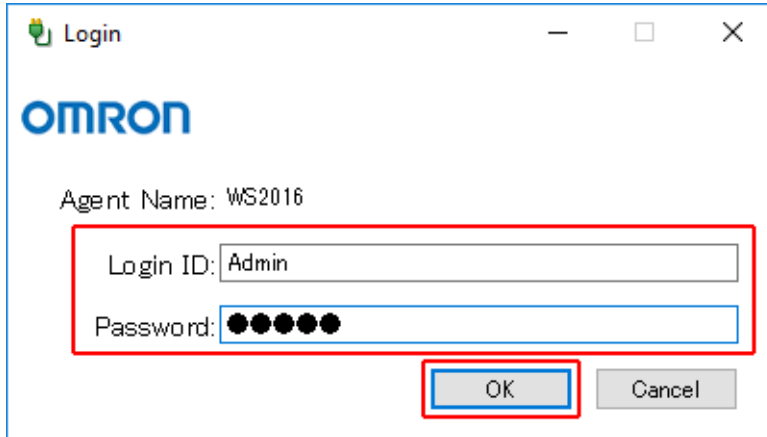 Login
OMRON
Agent Name: WS2016
Login ID: Admin
Password: ●●●●●
OK Cancel